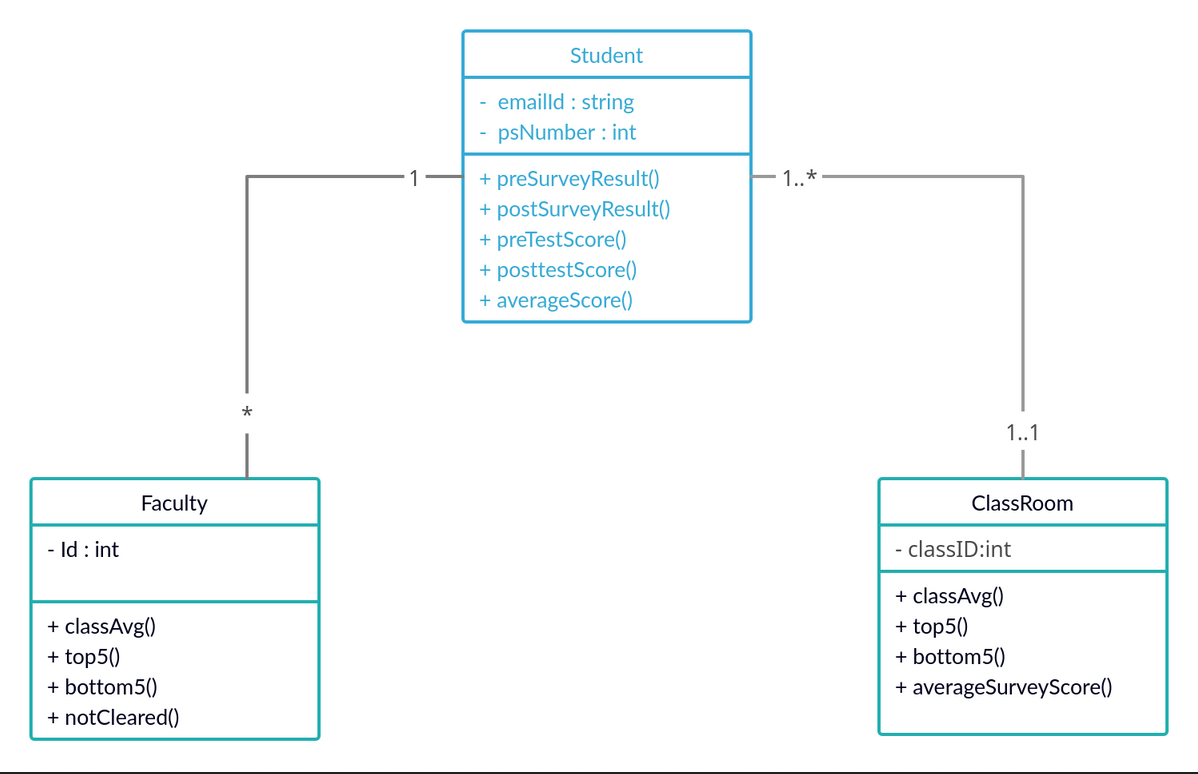 Student
- emailId : string
- psNumber : int
+ preSurveyResult()
+ postSurveyResult()
+ preTestScore()
+ posttestScore()
+ averageScore()
1
1..*
*
1..1
Faculty
- Id : int
+ classAvg()
+ top5()
+ bottom5()
+ notCleared()
ClassRoom
- classID:int
+ classAvg()
+ top5()
+ bottom5()
+ averageSurveyScore()